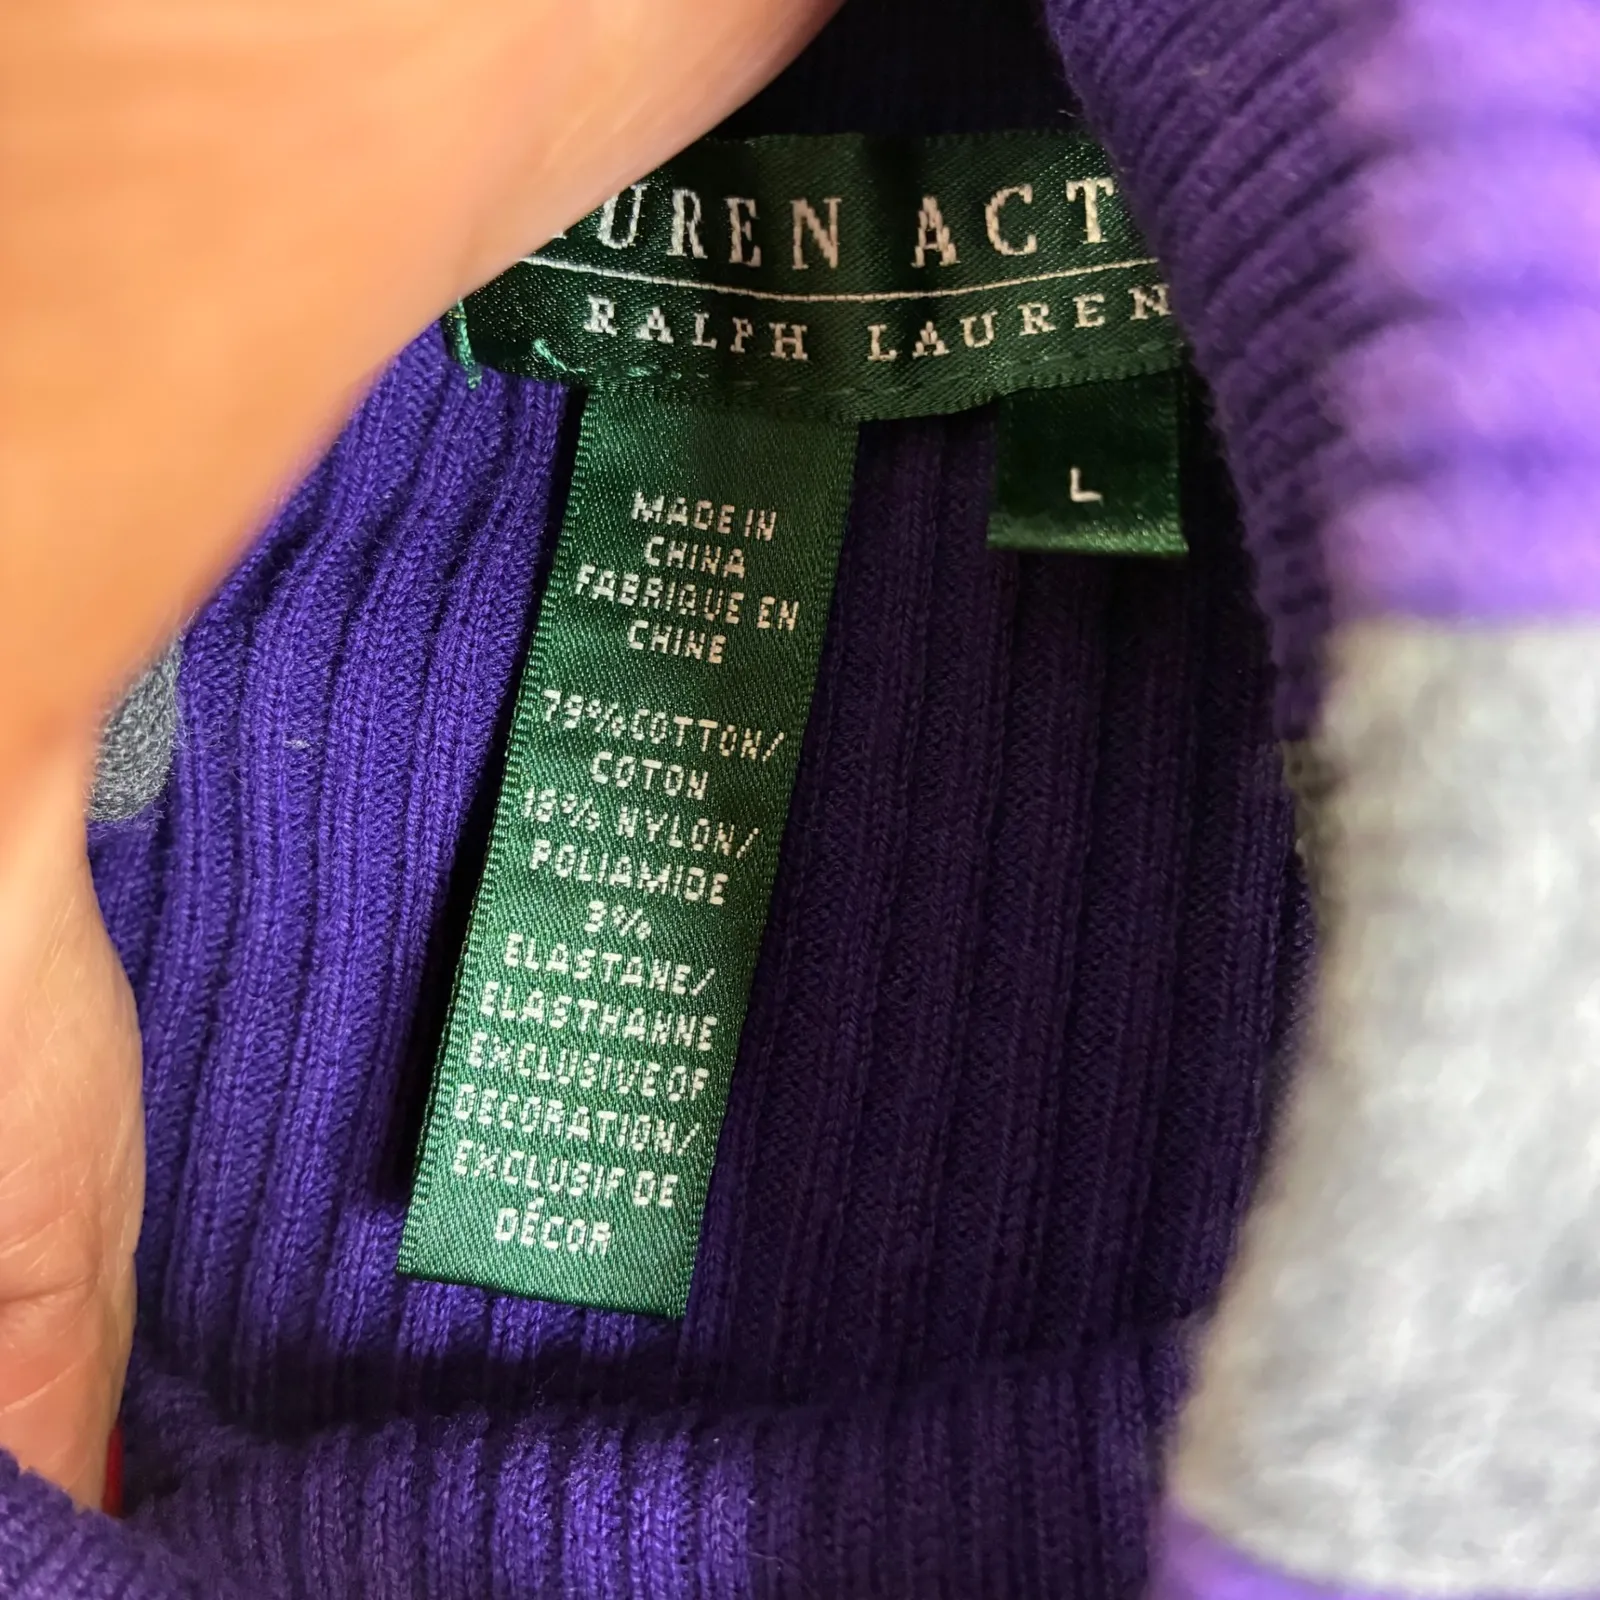 UREN ACT
RALPH LAUREN
L
MADE IN
CHINA
FABRIQUE EN
CHINE
79% COTTON/
COTON
18% NYLON/
POLIAMIDE
3%
ELASTANE/
ELASTHANNE
EXCLUSIVE OF
DECORATION/
EXCLUSIF DE
DÉCOR